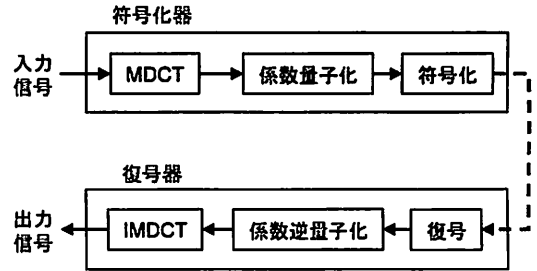 符号化器
入力
信号
MDCT
係数量子化
符号化
復号器
出力
信号
IMDCT
係数逆量子化
復号